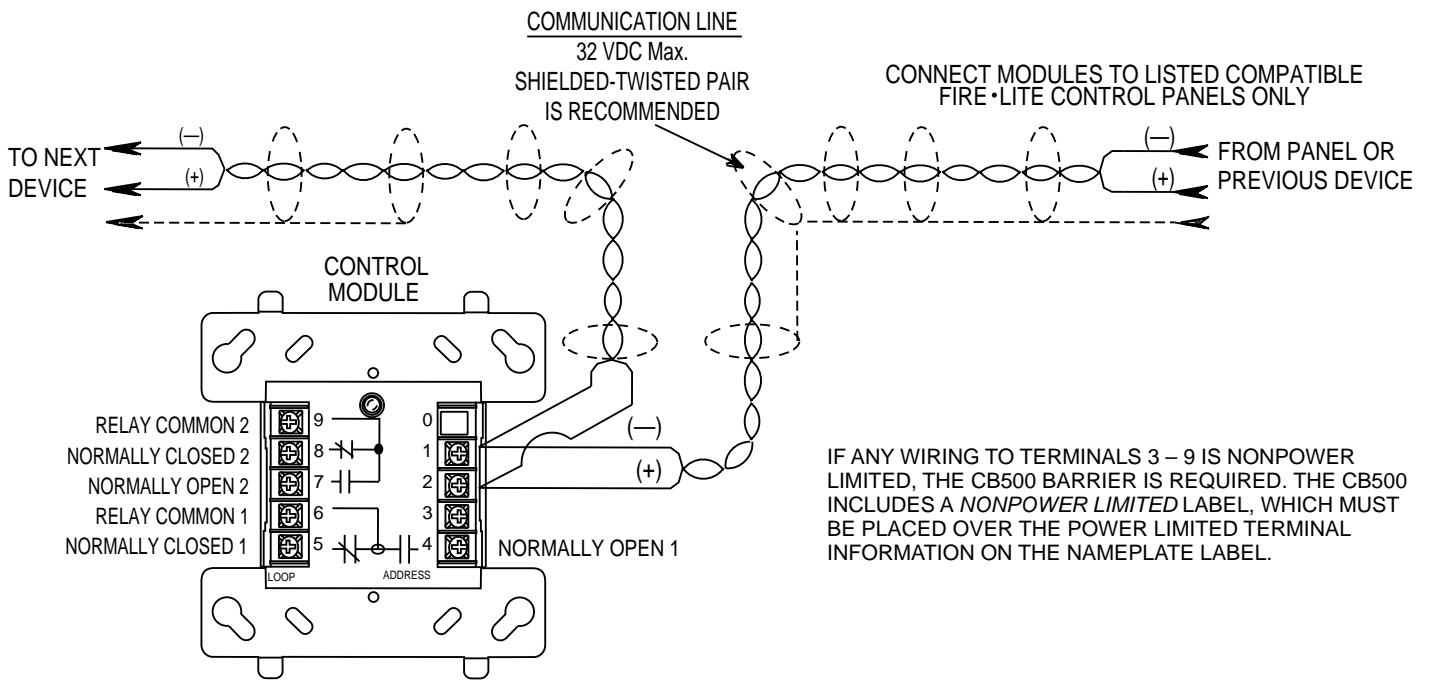 COMMUNICATION LINE
32 VDC Max.
SHIELDED-TWISTED PAIR
IS RECOMMENDED
CONNECT MODULES TO LISTED COMPATIBLE
FIRE•LITE CONTROL PANELS ONLY
TO NEXT
DEVICE
(—)
(+)
(—)
(+)
FROM PANEL OR
PREVIOUS DEVICE
CONTROL
MODULE
RELAY COMMON 2
NORMALLY CLOSED 2
NORMALLY OPEN 2
RELAY COMMON 1
NORMALLY CLOSED 1
9
8
7
6
5
0
1
2
3
4
LOOP
ADDRESS
NORMALLY OPEN 1
(—)
(+)
IF ANY WIRING TO TERMINALS 3 – 9 IS NONPOWER
LIMITED, THE CB500 BARRIER IS REQUIRED. THE CB500
INCLUDES A NONPOWER LIMITED LABEL, WHICH MUST
BE PLACED OVER THE POWER LIMITED TERMINAL
INFORMATION ON THE NAMEPLATE LABEL.